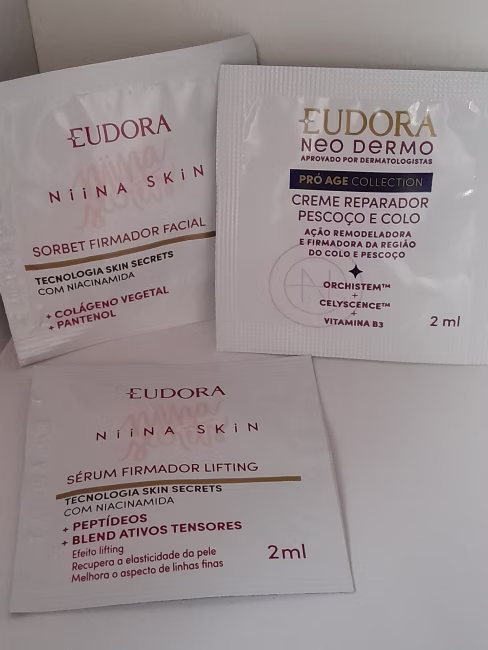 EUDORA
NiiNA SKiN
SORBET FIRMADOR FACIAL
TECNOLOGIA SKIN SECRETS
COM NIACINAMIDA
+ COLÁGENO VEGETAL
+ PANTENOL
EUDORA
NEO DERMO
APROVADO POR DERMATOLOGISTAS
PRÓ AGE COLLECTION
CREME REPARADOR
PESCOÇO E COLO
AÇÃO REMODELADORA
E FIRMADORA DA REGIÃO
DO COLO E PESCOÇO
ORCHISTEM™
+
CELYSCENCE™
+
VITAMINA B3
2 ml
EUDORA
niina
NiiNA SKiN
SÉRUM FIRMADOR LIFTING
TECNOLOGIA SKIN SECRETS
COM NIACINAMIDA
+ PEPTÍDEOS
+ BLEND ATIVOS TENSORES
Efeito lifting
Recupera a elasticidade da pele
Melhora o aspecto de linhas finas
2ml